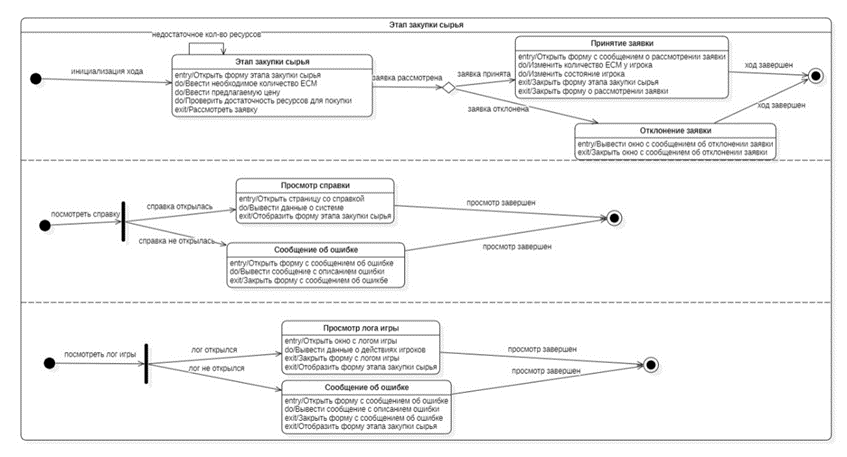 Этап закупки сырья
недостаточное кол-во ресурсов
инициализация хода
Этап закупки сырья
entry/Открыть форму этапа закупки сырья
do/Ввести необходимое количество ЕСМ
do/Ввести предлагаемую цену
do/Проверить достаточность ресурсов для покупки
exit/Рассмотреть заявку
заявка рассмотрена
заявка принята
заявка отклонена
Принятие заявки
entry/Открыть форму с сообщением о рассмотрении заявки
do/Изменить количество ЕСМ у игрока
do/Изменить состояние игрока
exit/Закрыть форму этапа закупки сырья
exit/Закрыть форму о рассмотрении заявки
ход завершен
ход завершен
Отклонение заявки
entry/Вывести окно с сообщением об отклонении заявки
exit/Закрыть окно с сообщением об отклонении заявки
посмотреть справку
справка открылась
справка не открылась
Просмотр справки
entry/Открыть страницу со справкой
do/Вывести данные о системе
exit/Отобразить форму этапа закупки сырья
просмотр завершен
Сообщение об ошибке
entry/Открыть форму с сообщением об ошибке
do/Вывести сообщение с описанием ошибки
exit/Закрыть форму с сообщением об ошикбе
просмотр завершен
посмотреть лог игры
лог открылся
лог не открылся
Просмотр лога игры
entry/Открыть окно с логом игры
do/Вывести данные о действиях игроков
exit/Закрыть форму с логом игры
exit/Отобразить форму этапа закупки сырья
просмотр завершен
Сообщение об ошибке
entry/Открыть форму с сообщением об ошибке
do/Вывести сообщение с описанием ошибки
exit/Закрыть форму с сообщением об ошибке
exit/Отобразить форму этапа закупки сырья
просмотр завершен